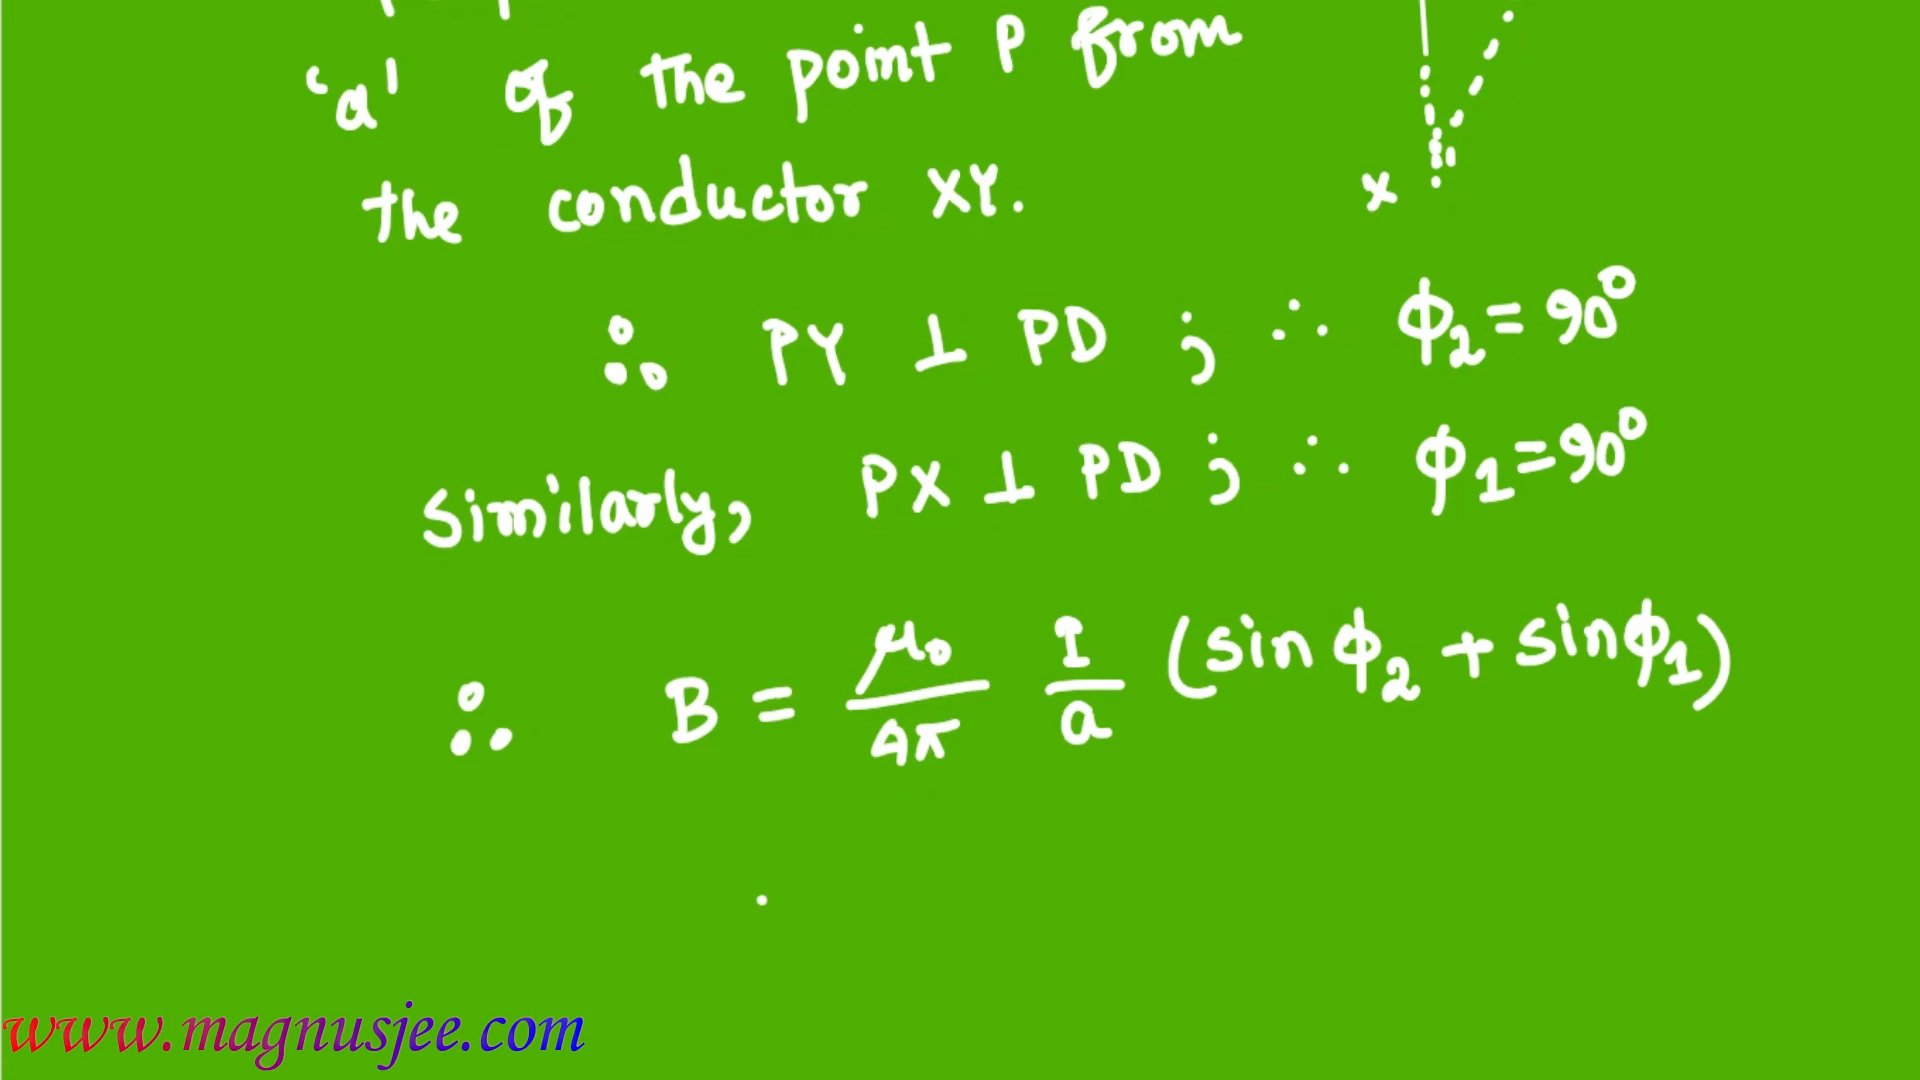 'a' of the point P from
the conductor XY.
X
∴ PY ⊥ PD ; ∴ ϕ₂ = 90°
Similarly, PX ⊥ PD ; ∴ ϕ₁ = 90°
∴ B = μ₀/4π I/a (sin ϕ₂ + sin ϕ₁)
www.magnusjee.com